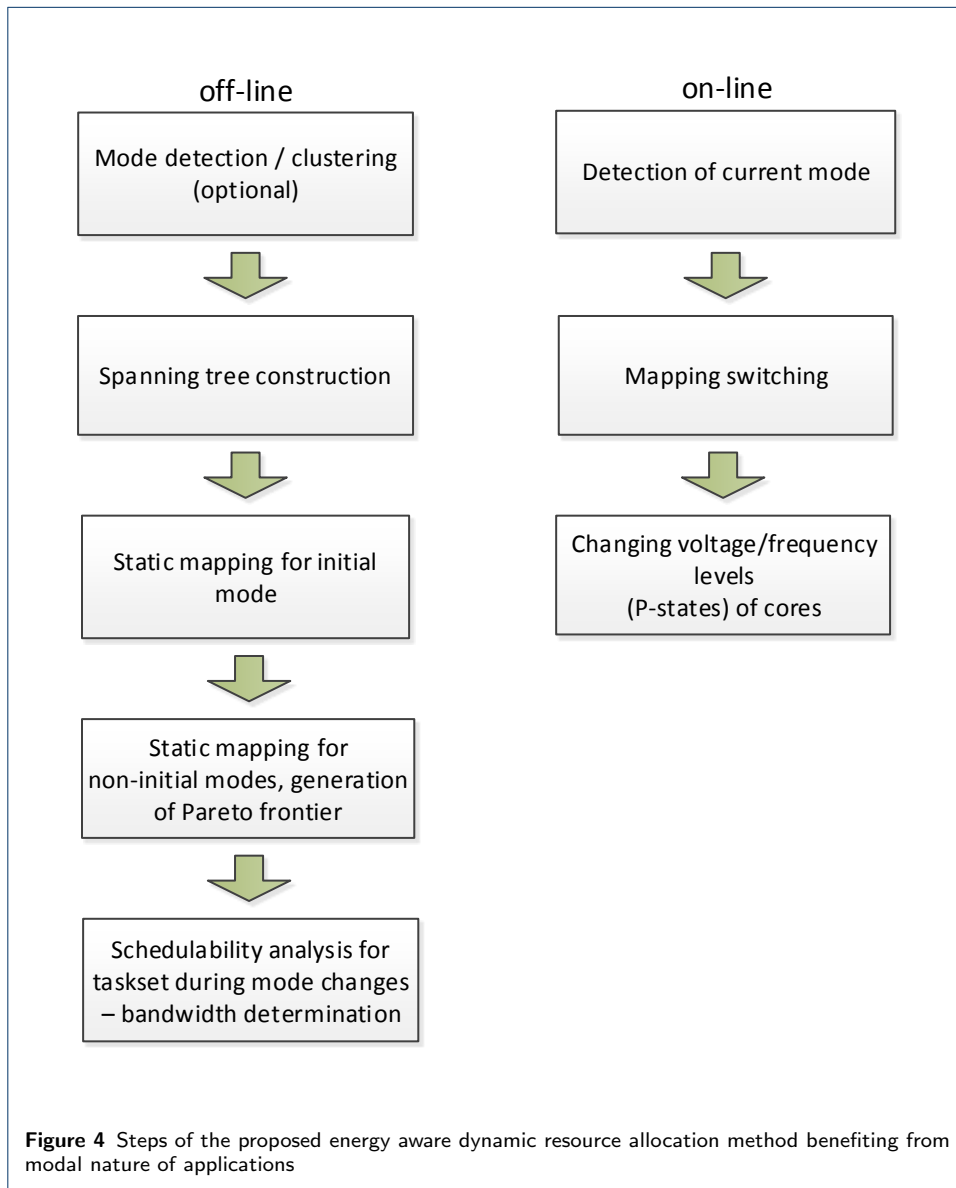 off-line
Mode detection / clustering
(optional)
Spanning tree construction
Static mapping for initial
mode
Static mapping for
non-initial modes, generation
of Pareto frontier
Schedulability analysis for
taskset during mode changes
– bandwidth determination
on-line
Detection of current mode
Mapping switching
Changing voltage/frequency
levels
(P-states) of cores
Figure 4 Steps of the proposed energy aware dynamic resource allocation method benefiting from
modal nature of applications